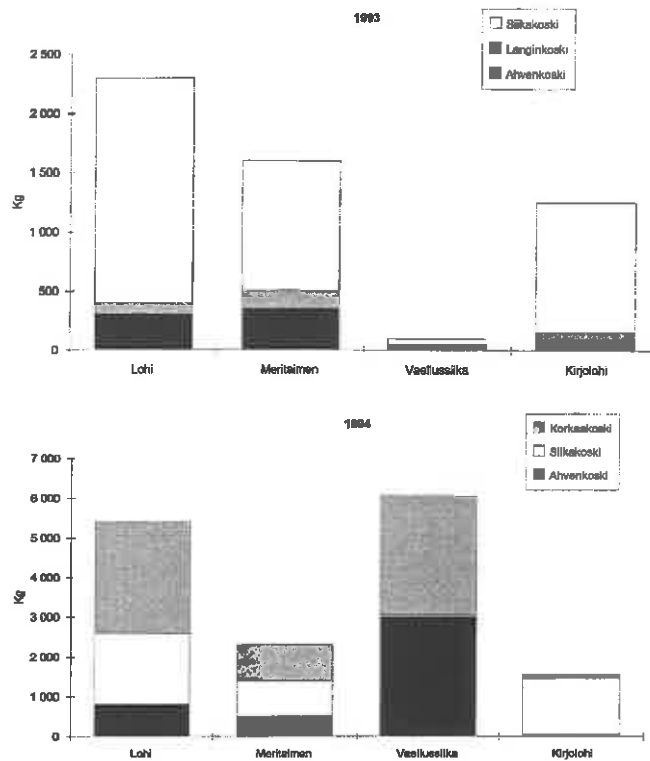 1993
Siikakoski
Langinkoski
Ahvenkoski
2 500
2 000
1 500
1 000
500
0
Kg
Lohi Meritaimen Vaellussiika Kirjolohi
1994
Korkeakoski
Siikakoski
Ahvenkoski
7 000
6 000
5 000
4 000
3 000
2 000
1 000
0
Kg
Lohi Meritaimen Vaellussiika Kirjolohi